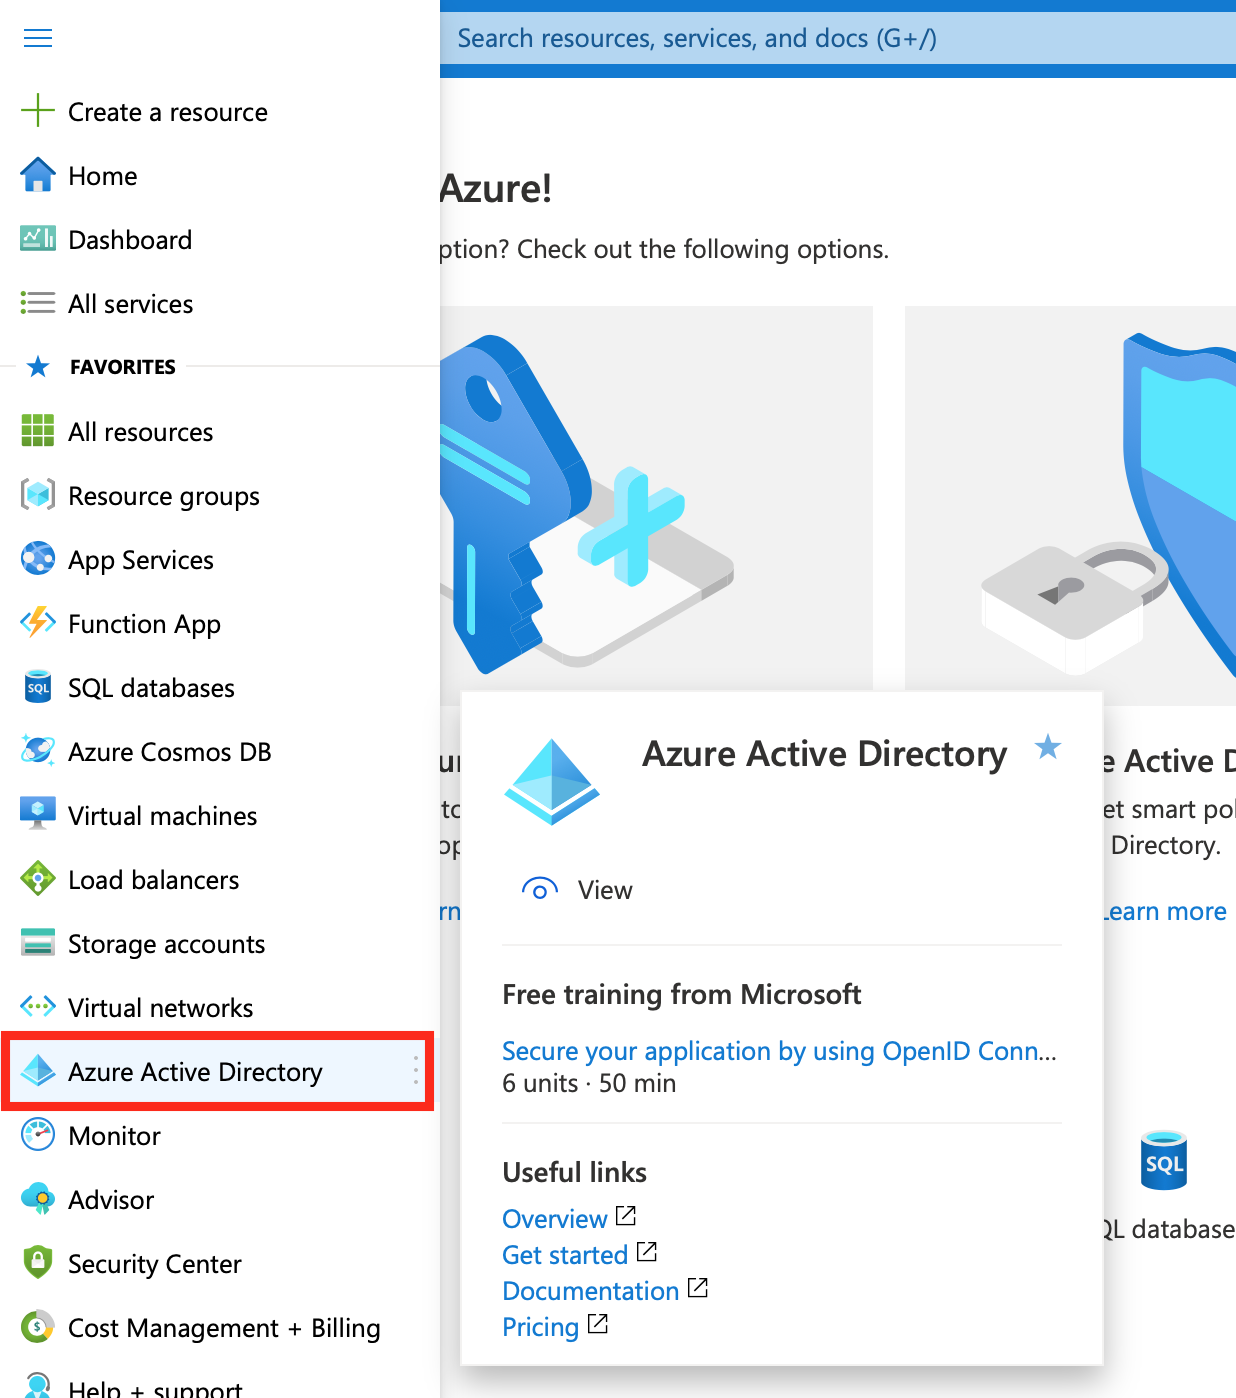 Search resources, services, and docs (G+/)
Create a resource
Home
Dashboard
All services
FAVORITES
All resources
Resource groups
App Services
Function App
SQL databases
SQL
Azure Cosmos DB
Virtual machines
Load balancers
Storage accounts
Virtual networks
Azure Active Directory
Monitor
Advisor
Security Center
Cost Management + Billing
Help + support
Azure!
ption? Check out the following options.
Azure Active Directory
View
Free training from Microsoft
Secure your application by using OpenID Conn...
6 units · 50 min
Useful links
Overview
Get started
Documentation
Pricing
e Active D
et smart pol
Directory.
Learn more
SQL
QL database